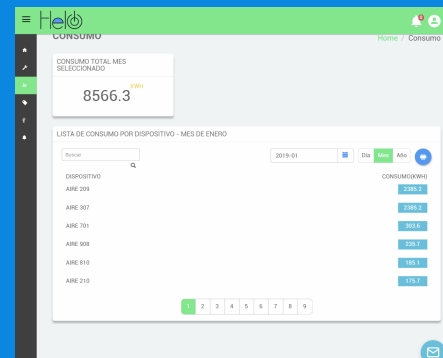 Helo
CONSUMO
Home / Consumo
CONSUMO TOTAL MES
SELECCIONADO
KWH
8566.3
LISTA DE CONSUMO POR DISPOSITIVO - MES DE ENERO
Buscar
2019-01
Día Mes Año
DISPOSITIVO CONSUMO(KWH)
AIRE 209 2385.2
AIRE 307 2385.2
AIRE 701 393.6
AIRE 908 235.7
AIRE 810 185.1
AIRE 210 175.7
1 2 3 4 5 6 7 8 9